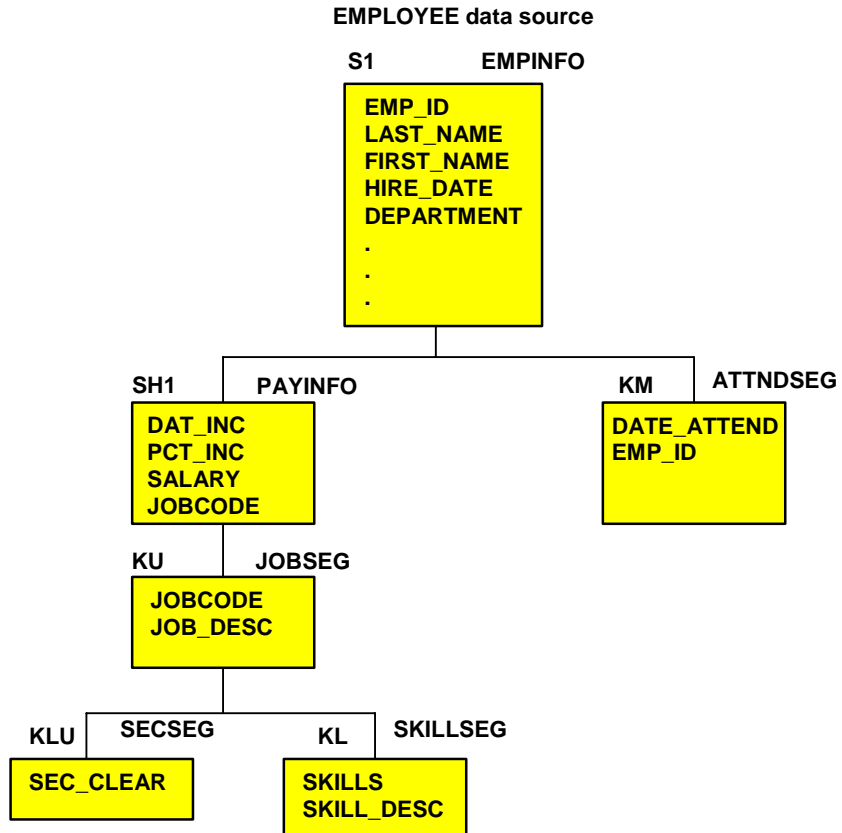 EMPLOYEE data source
S1 EMPINFO
EMP_ID
LAST_NAME
FIRST_NAME
HIRE_DATE
DEPARTMENT
.
.
.
SH1 PAYINFO
DAT_INC
PCT_INC
SALARY
JOBCODE
KM ATTNDSEG
DATE_ATTEND
EMP_ID
KU JOBSEG
JOBCODE
JOB_DESC
KLU SECSEG
SEC_CLEAR
KL SKILLSEG
SKILLS
SKILL_DESC